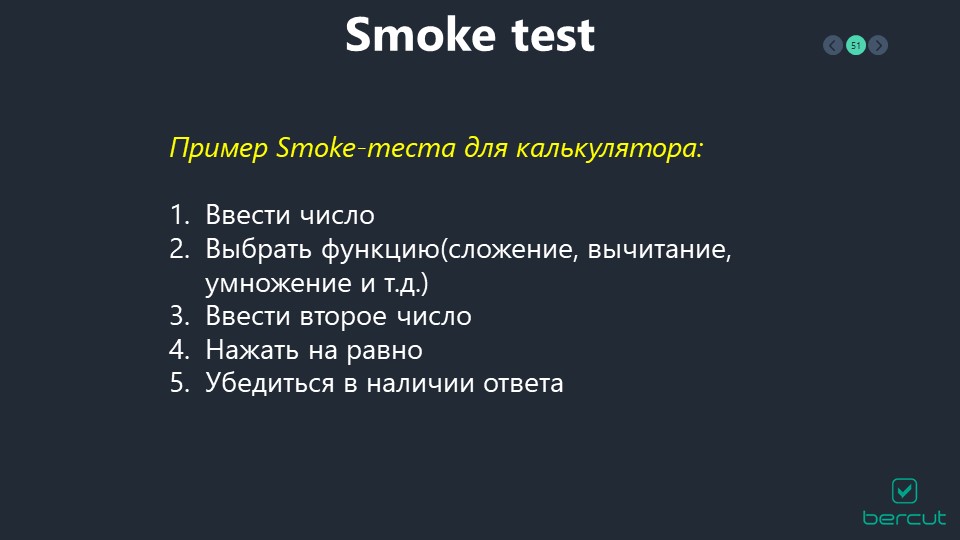 Smoke test
51
Пример Smoke-теста для калькулятора:
1. Ввести число
2. Выбрать функцию(сложение, вычитание,
умножение и т.д.)
3. Ввести второе число
4. Нажать на равно
5. Убедиться в наличии ответа
bercut